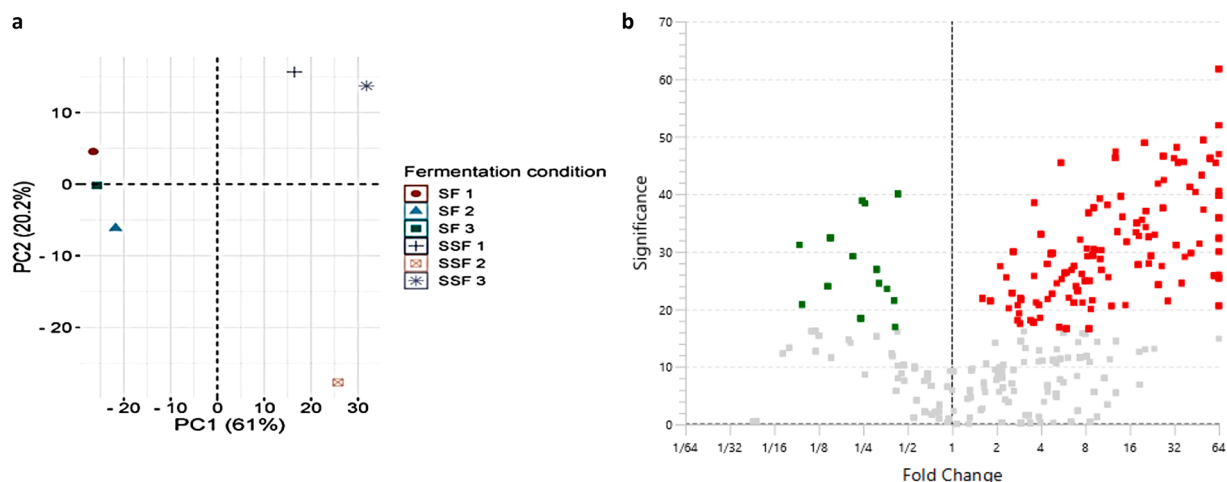 a
PC2 (20.2%)
10
0
- 10
- 20
- 20
- 10
0
10
20
30
PC1 (61%)
Fermentation condition
SF 1
SF 2
SF 3
SSF 1
SSF 2
SSF 3
b
Significance
70
60
50
40
30
20
10
0
1/64
1/32
1/16
1/8
1/4
1/2
1
2
4
8
16
32
64
Fold Change